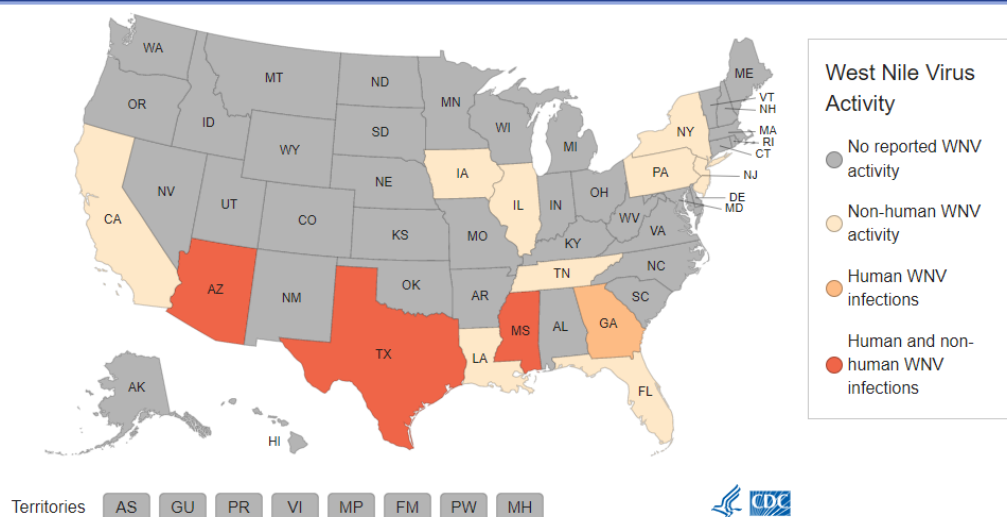 WA
MT
ND
MN
ME
VT
NH
OR
ID
SD
WI
MI
NY
MA
RI
CT
WY
IA
PA
NJ
NE
NV
UT
CO
IL
IN
OH
DE
MD
CA
KS
MO
WV
VA
KY
TN
NC
AZ
NM
OK
AR
SC
TX
LA
MS
AL
GA
FL
AK
HI
West Nile Virus
Activity
No reported WNV
activity
Non-human WNV
activity
Human WNV
infections
Human and non-
human WNV
infections
Territories AS GU PR VI MP FM PW MH
CDC